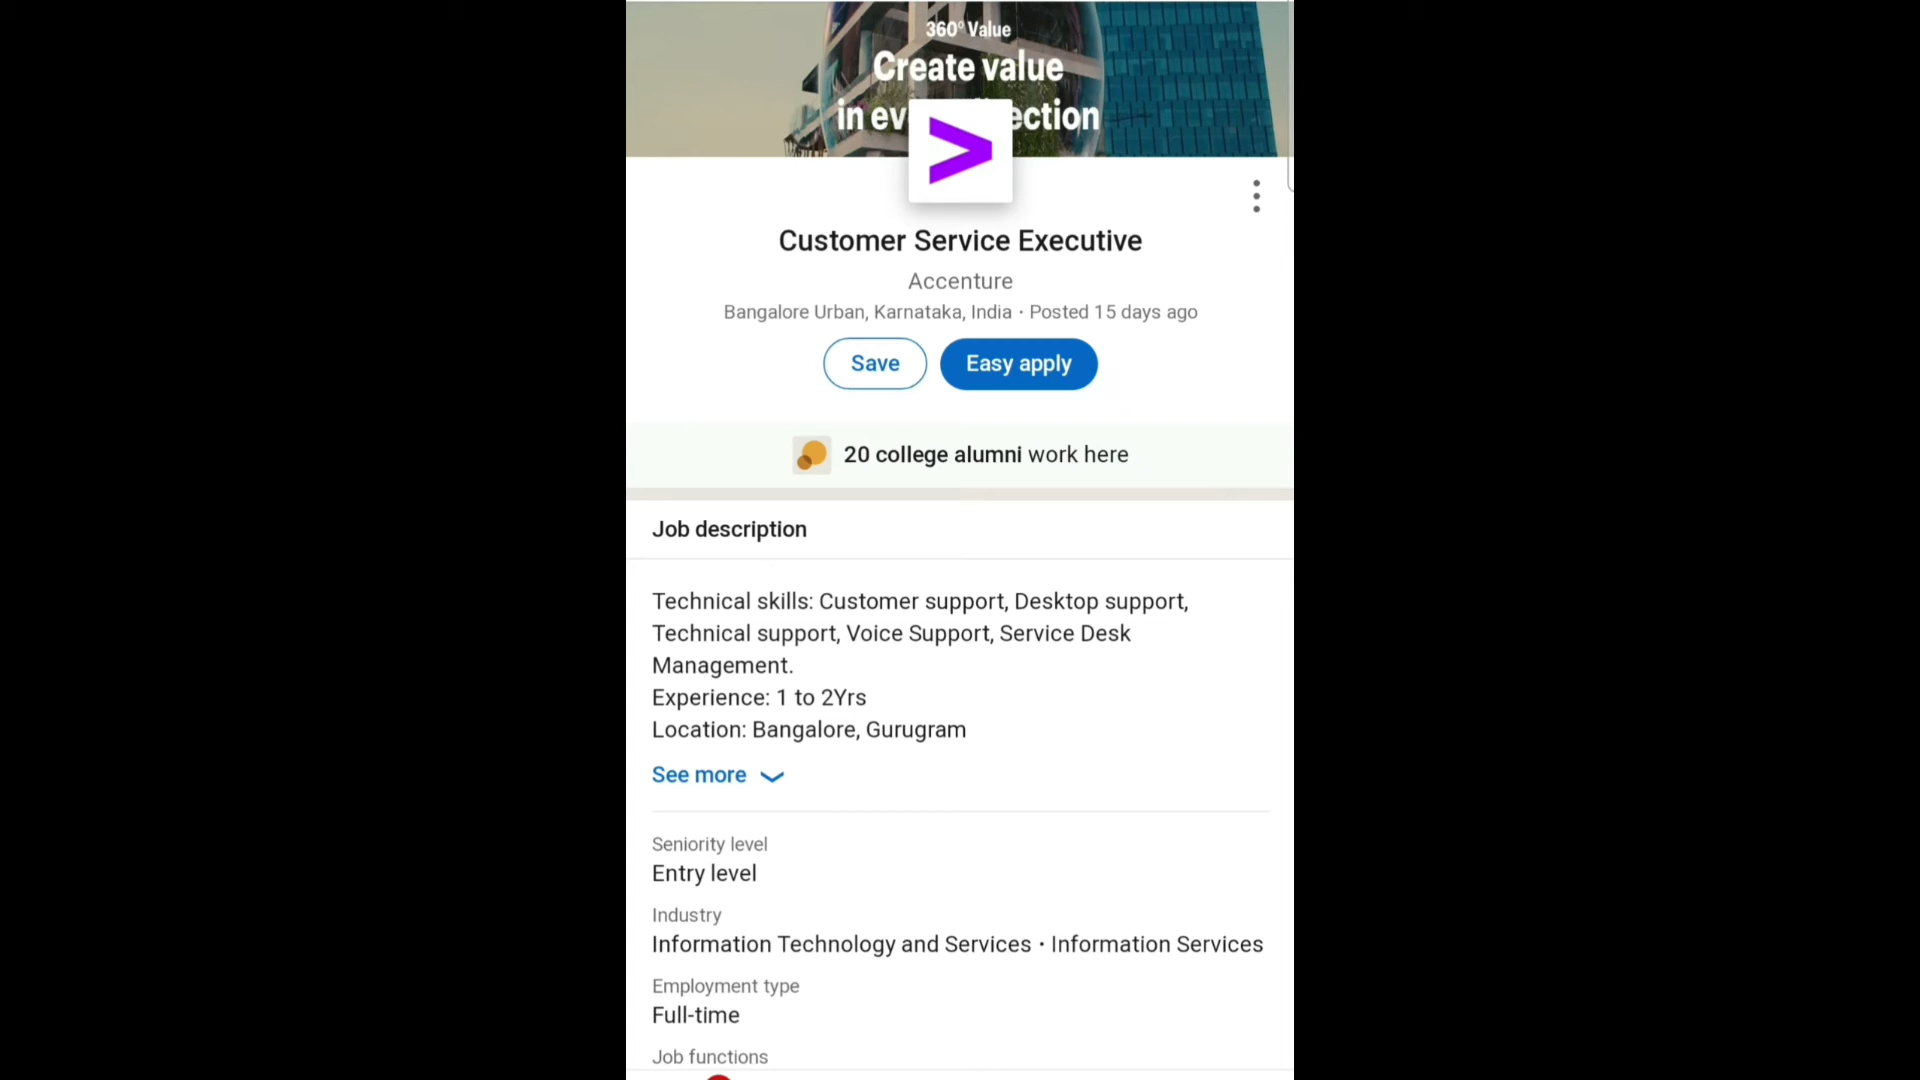 360° Value
Create value
in ev ection
Customer Service Executive
Accenture
Bangalore Urban, Karnataka, India · Posted 15 days ago
Save
Easy apply
20 college alumni work here
Job description
Technical skills: Customer support, Desktop support,
Technical support, Voice Support, Service Desk
Management.
Experience: 1 to 2Yrs
Location: Bangalore, Gurugram
See more
Seniority level
Entry level
Industry
Information Technology and Services · Information Services
Employment type
Full-time
Job functions